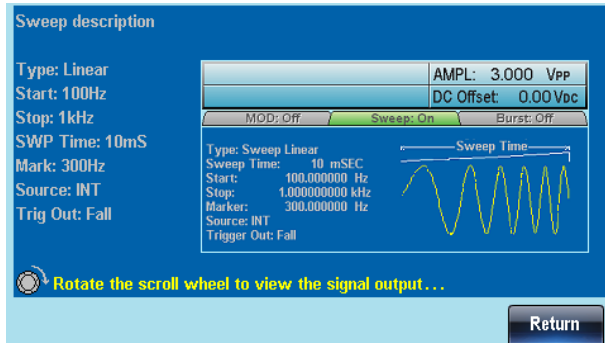 Sweep description
Type: Linear
Start: 100Hz
Stop: 1kHz
SWP Time: 10mS
Mark: 300Hz
Source: INT
Trig Out: Fall
AMPL: 3.000 VPP
DC Offset: 0.00 VDC
MOD: Off Sweep: On Burst: Off
Type: Sweep Linear
Sweep Time: 10 mSEC
Start: 100.000000 Hz
Stop: 1.000000000 kHz
Marker: 300.000000 Hz
Source: INT
Trigger Out: Fall
Sweep Time
Rotate the scroll wheel to view the signal output...
Return